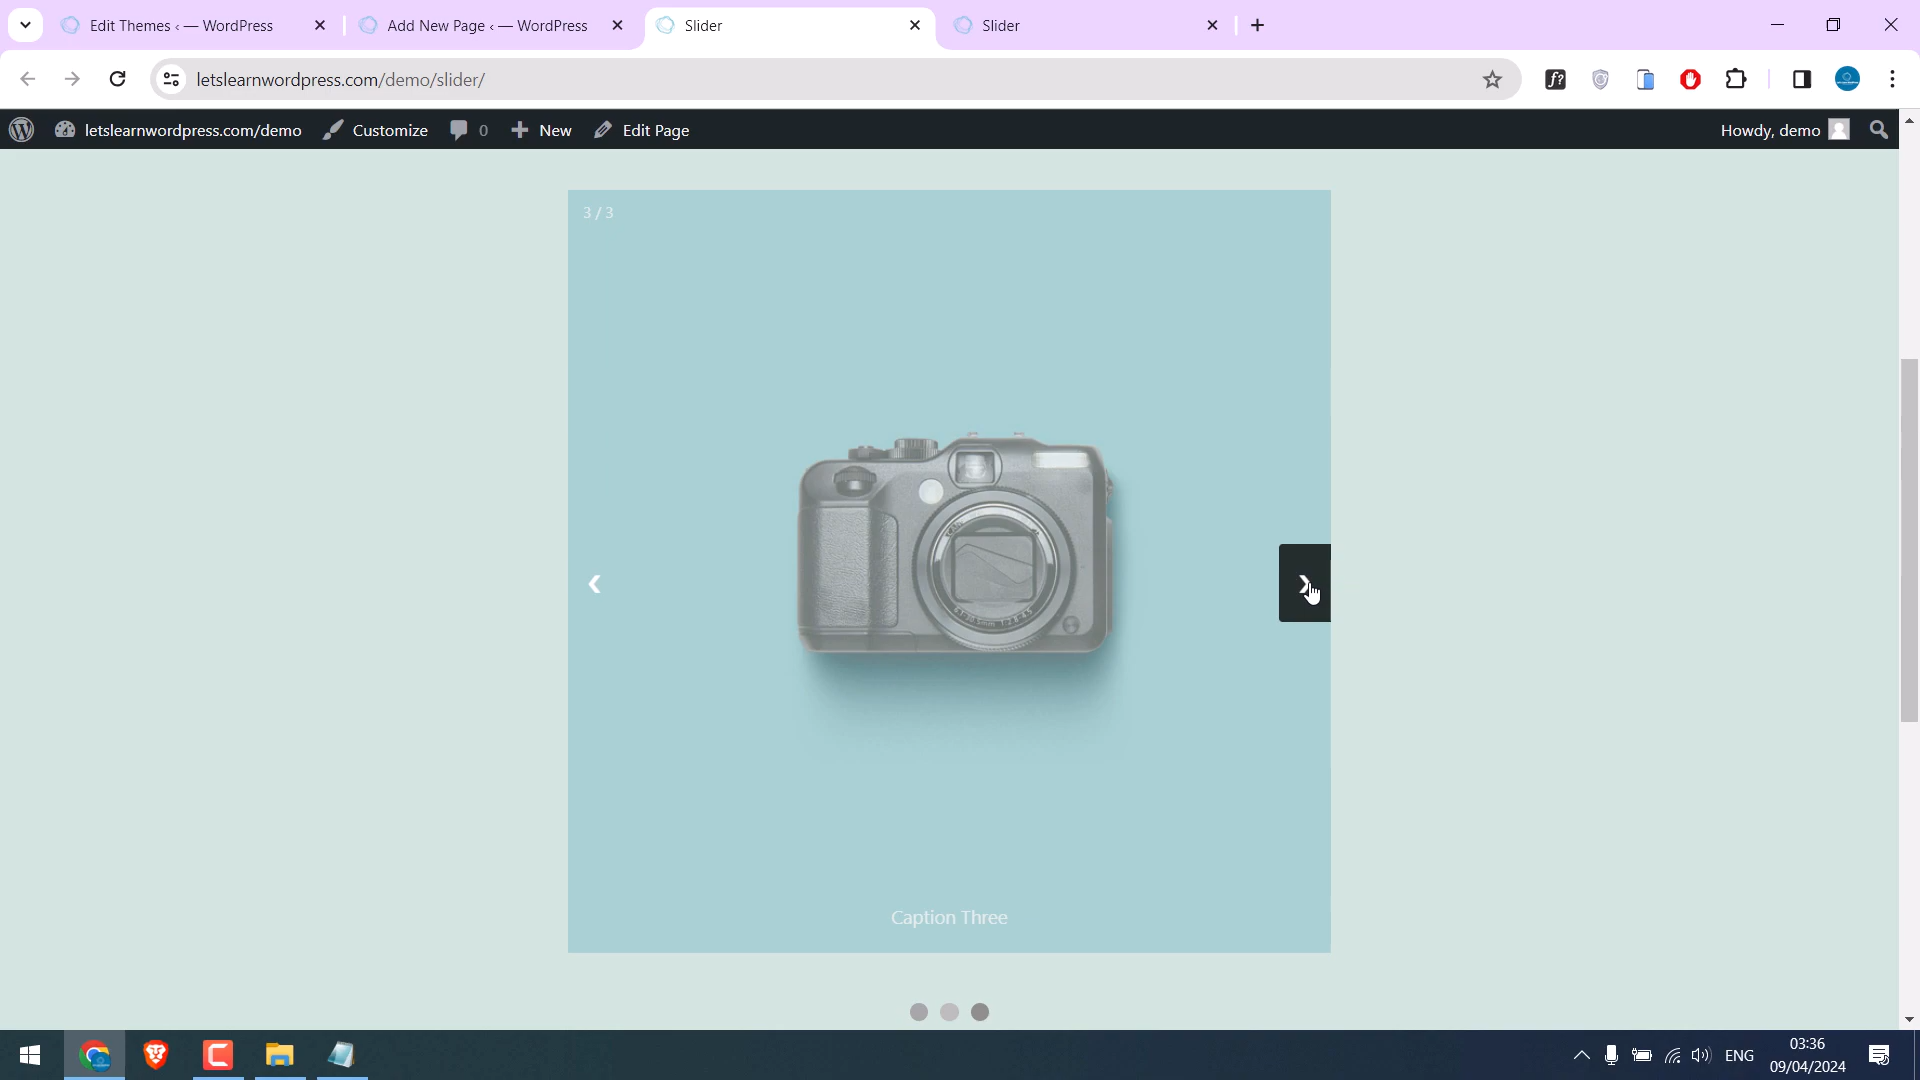 Edit Themes ‹ — WordPress
Add New Page ‹ — WordPress
Slider
Slider
letslearnwordpress.com/demo/slider/
f?
letslearnwordpress.com/demo
Customize
0
New
Edit Page
Howdy, demo
3 / 3
❮
❯
Caption Three
ENG
03:36
09/04/2024